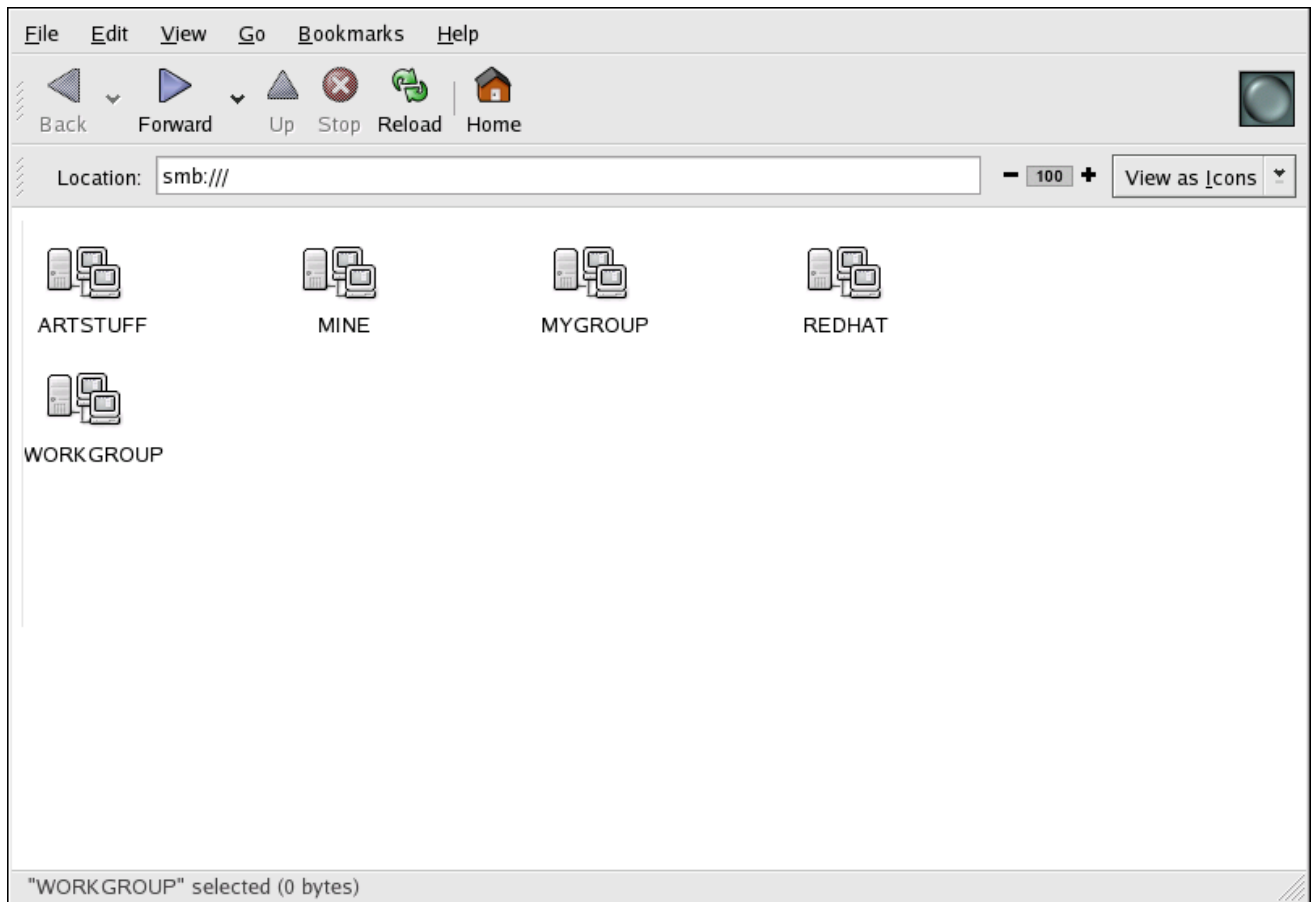 File Edit View Go Bookmarks Help
Back Forward Up Stop Reload Home
Location: smb:/// 100 View as Icons
ARTSTUFF MINE MYGROUP REDHAT
WORKGROUP
"WORKGROUP" selected (0 bytes)